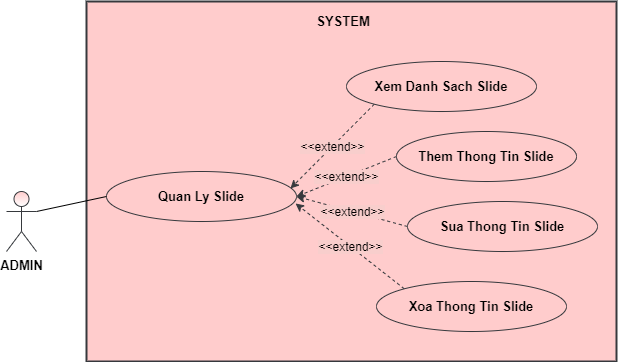 SYSTEM
Xem Danh Sach Slide
<<extend>>
Them Thong Tin Slide
<<extend>>
Quan Ly Slide
<<extend>>
Sua Thong Tin Slide
<<extend>>
ADMIN
Xoa Thong Tin Slide